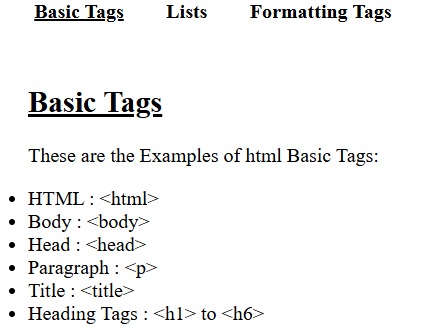 Basic Tags Lists Formatting Tags
Basic Tags
These are the Examples of html Basic Tags:
• HTML : <html>
• Body : <body>
• Head : <head>
• Paragraph : <p>
• Title : <title>
• Heading Tags : <h1> to <h6>